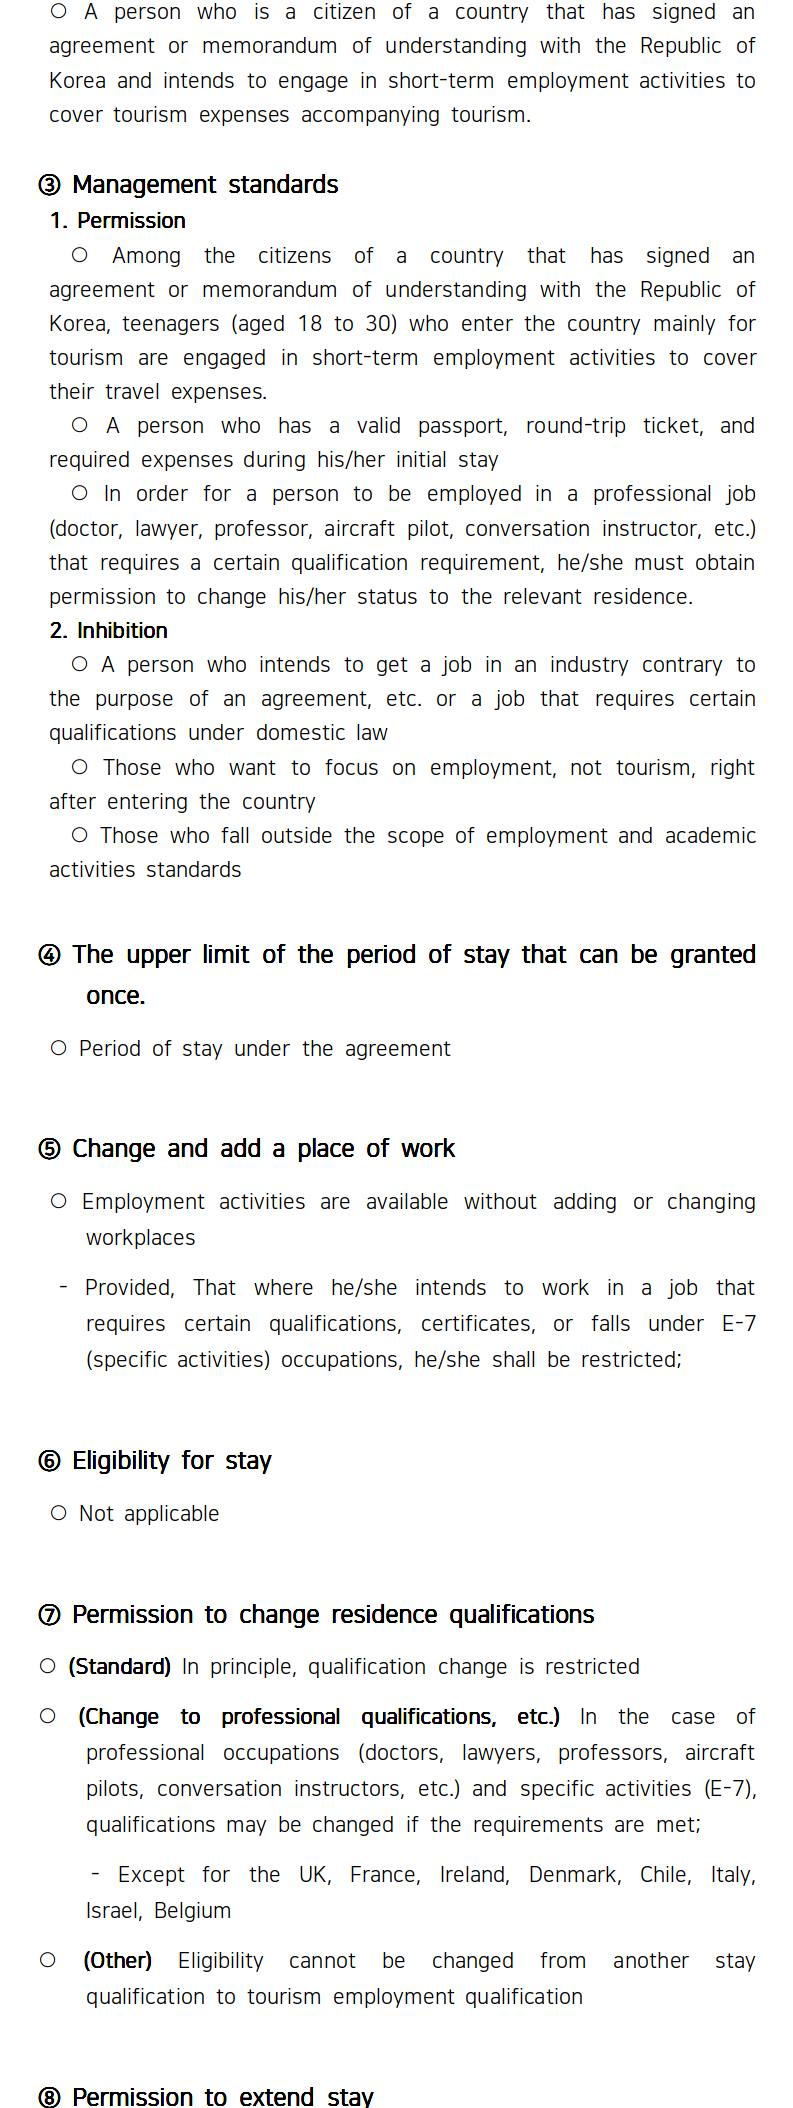 ○ A person who is a citizen of a country that has signed an
agreement or memorandum of understanding with the Republic of
Korea and intends to engage in short-term employment activities to
cover tourism expenses accompanying tourism.
③ Management standards
1. Permission
○ Among the citizens of a country that has signed an
agreement or memorandum of understanding with the Republic of
Korea, teenagers (aged 18 to 30) who enter the country mainly for
tourism are engaged in short-term employment activities to cover
their travel expenses.
○ A person who has a valid passport, round-trip ticket, and
required expenses during his/her initial stay
○ In order for a person to be employed in a professional job
(doctor, lawyer, professor, aircraft pilot, conversation instructor, etc.)
that requires a certain qualification requirement, he/she must obtain
permission to change his/her status to the relevant residence.
2. Inhibition
○ A person who intends to get a job in an industry contrary to
the purpose of an agreement, etc. or a job that requires certain
qualifications under domestic law
○ Those who want to focus on employment, not tourism, right
after entering the country
○ Those who fall outside the scope of employment and academic
activities standards
④ The upper limit of the period of stay that can be granted
once.
○ Period of stay under the agreement
⑤ Change and add a place of work
○ Employment activities are available without adding or changing
workplaces
- Provided, That where he/she intends to work in a job that
requires certain qualifications, certificates, or falls under E-7
(specific activities) occupations, he/she shall be restricted;
⑥ Eligibility for stay
○ Not applicable
⑦ Permission to change residence qualifications
○ (Standard) In principle, qualification change is restricted
○ (Change to professional qualifications, etc.) In the case of
professional occupations (doctors, lawyers, professors, aircraft
pilots, conversation instructors, etc.) and specific activities (E-7),
qualifications may be changed if the requirements are met;
- Except for the UK, France, Ireland, Denmark, Chile, Italy,
Israel, Belgium
○ (Other) Eligibility cannot be changed from another stay
qualification to tourism employment qualification
⑧ Permission to extend stay